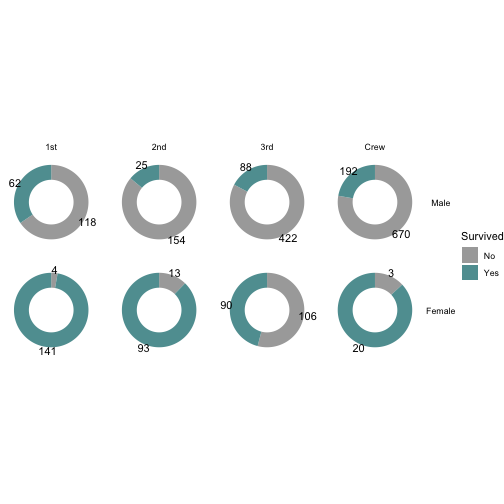 1st 2nd 3rd Crew
62 118 25 154 88 422 192 670 Male
4 141 13 93 90 106 3 20 Female
Survived
No
Yes